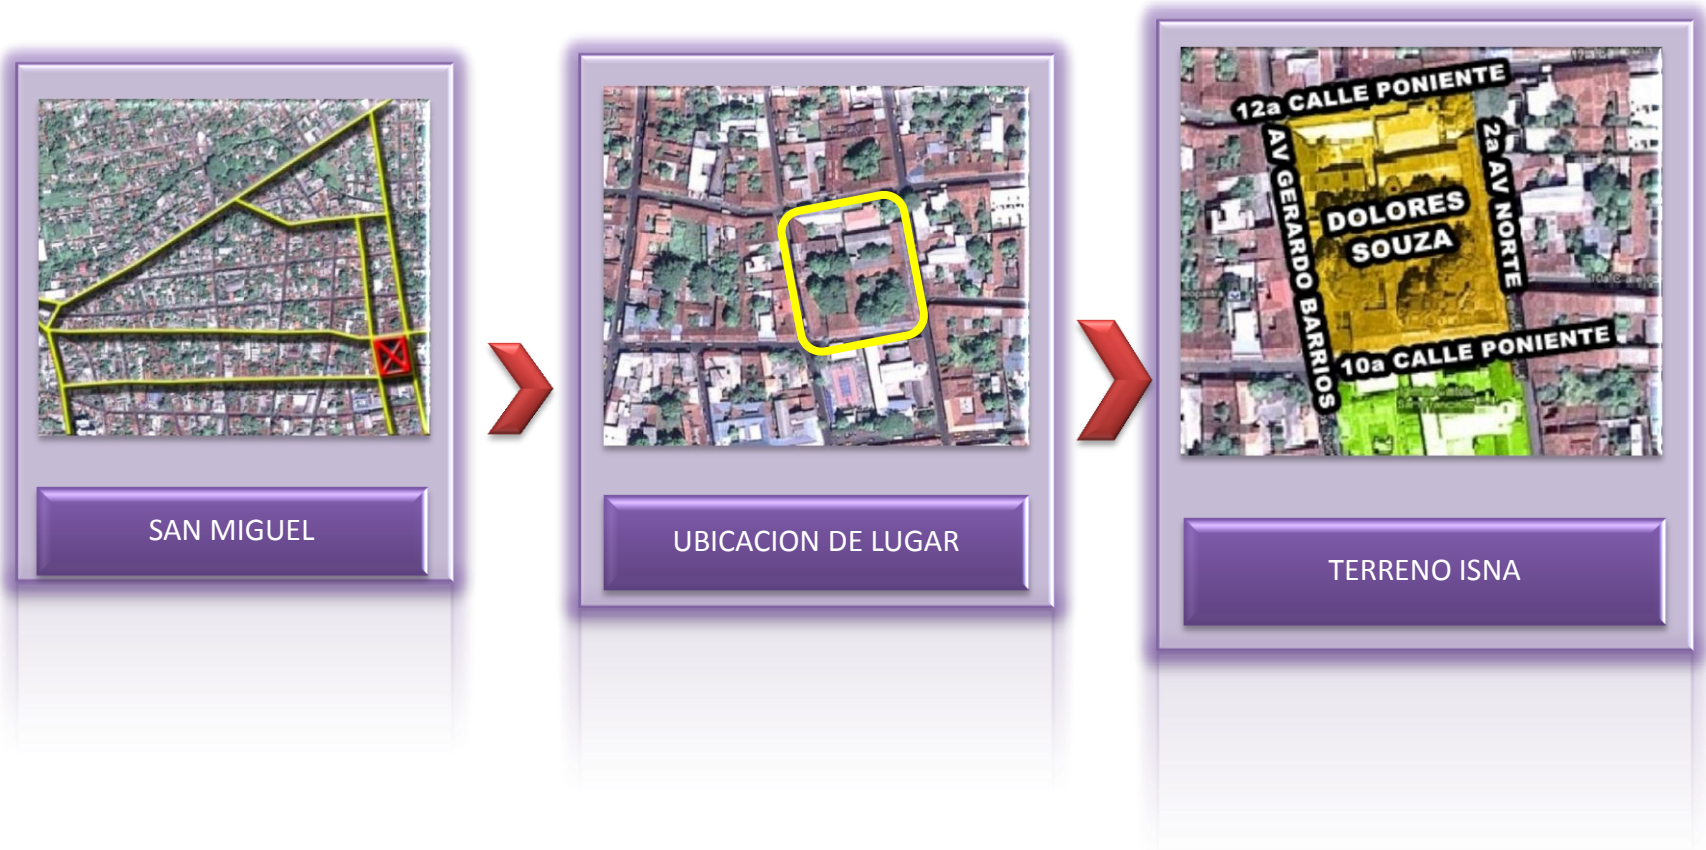 SAN MIGUEL
UBICACION DE LUGAR
12a CALLE PONIENTE
AV GERARDO BARRIOS
2a AV NORTE
DOLORES
SOUZA
10a CALLE PONIENTE
TERRENO ISNA